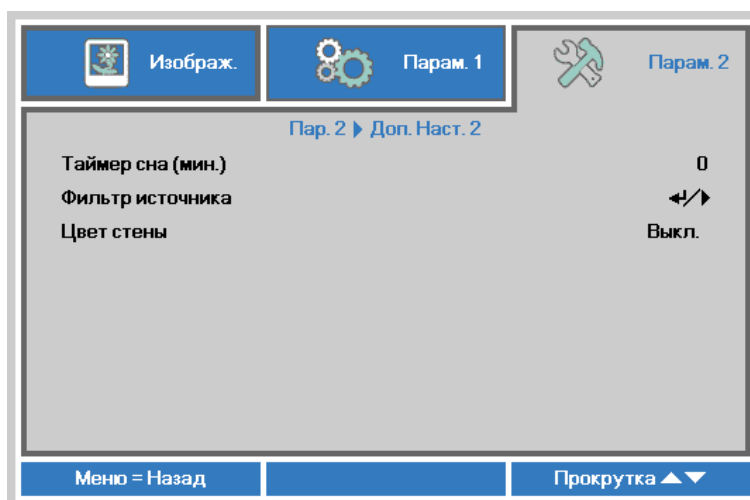 Изображ. Парам. 1 Парам. 2
Пар. 2 ▶ Доп. Наст. 2
Таймер сна (мин.) 0
Фильтр источника ↵/▶
Цвет стены Выкл.
Меню = Назад Прокрутка ▲▼